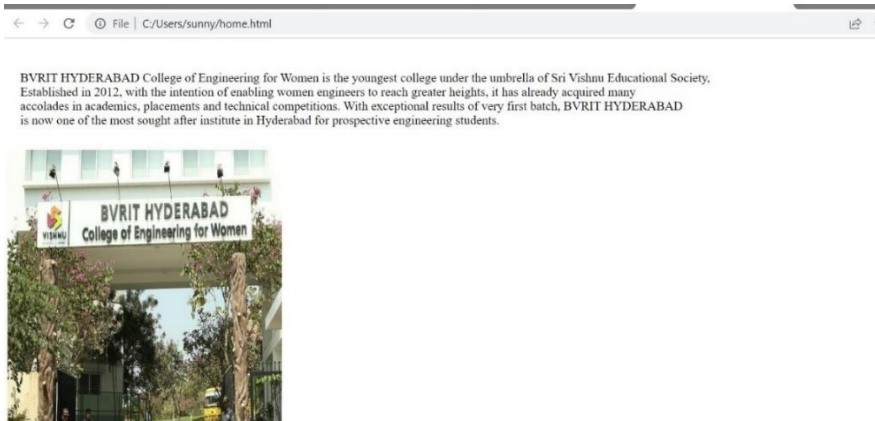 File | C:/Users/sunny/home.html
BVRIT HYDERABAD College of Engineering for Women is the youngest college under the umbrella of Sri Vishnu Educational Society,
Established in 2012, with the intention of enabling women engineers to reach greater heights, it has already acquired many
accolades in academics, placements and technical competitions. With exceptional results of very first batch, BVRIT HYDERABAD
is now one of the most sought after institute in Hyderabad for prospective engineering students.
BVRIT HYDERABAD
College of Engineering for Women
VISHNU